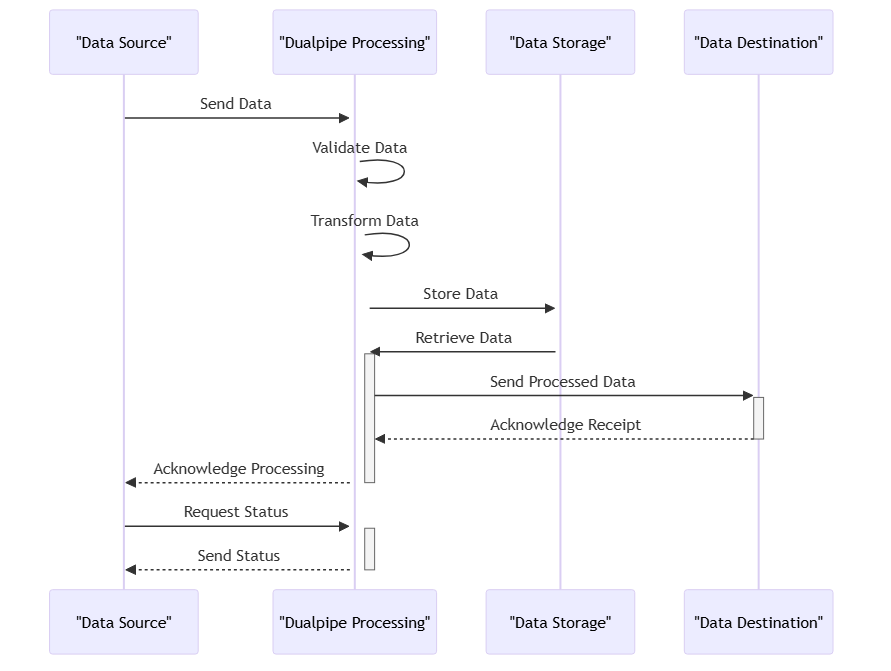 "Data Source"
"Dualpipe Processing"
"Data Storage"
"Data Destination"
Send Data
Validate Data
Transform Data
Store Data
Retrieve Data
Send Processed Data
Acknowledge Receipt
Acknowledge Processing
Request Status
Send Status
"Data Source"
"Dualpipe Processing"
"Data Storage"
"Data Destination"